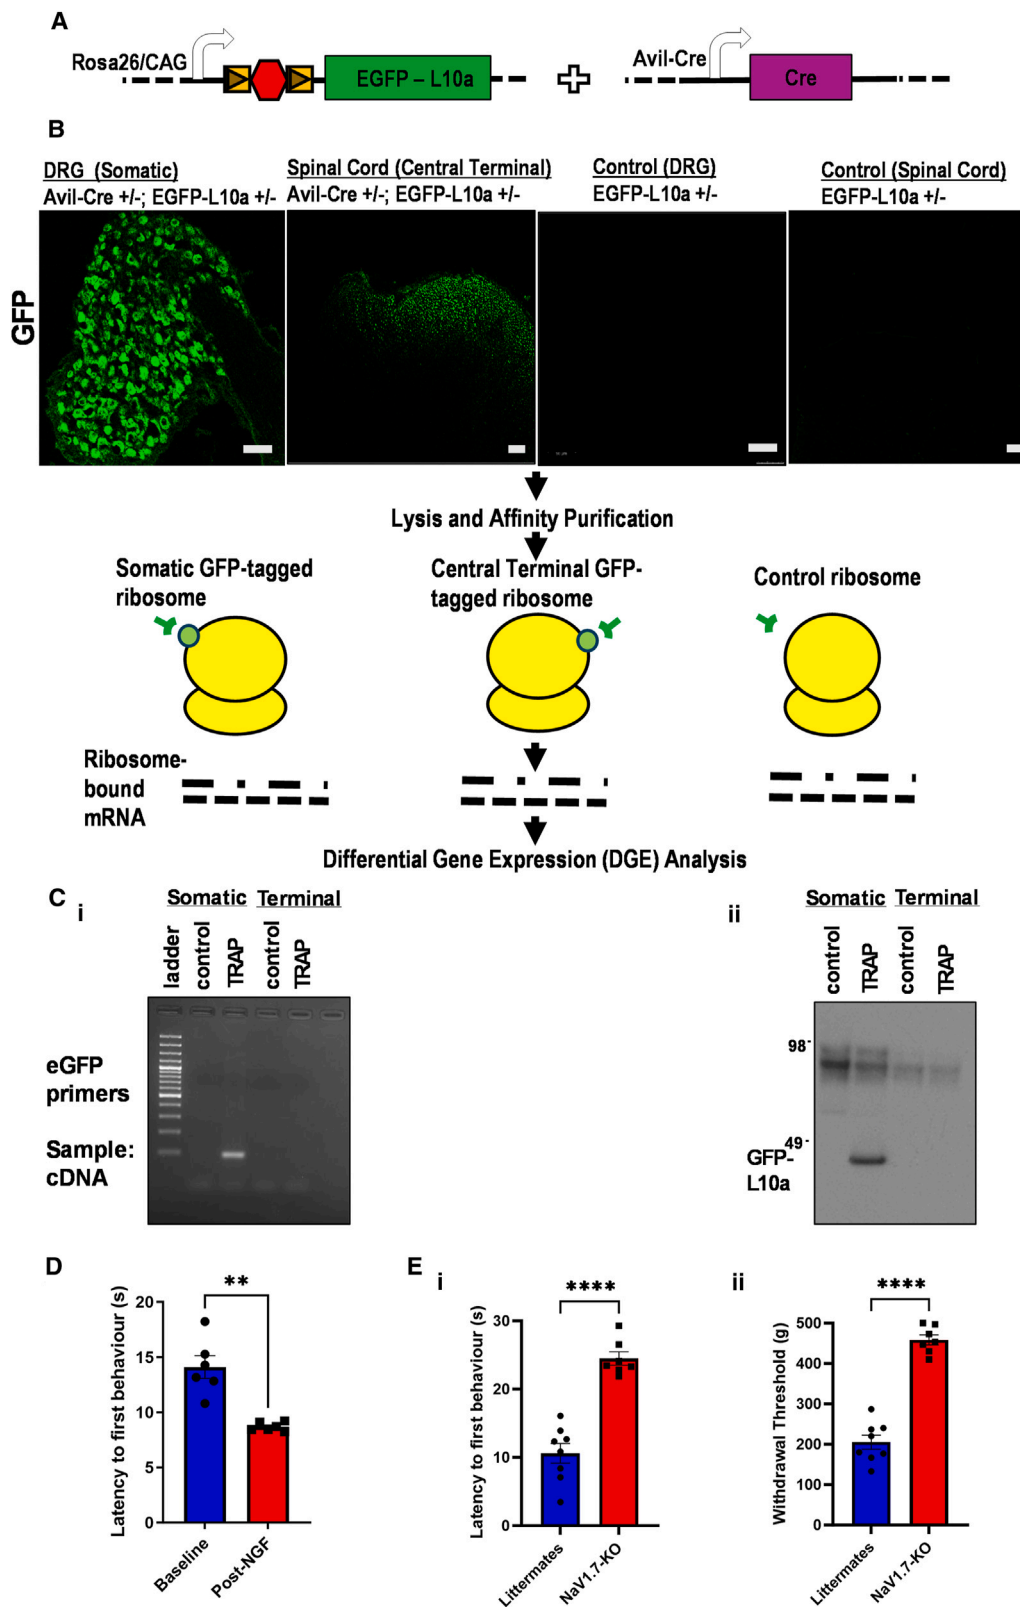 A
Rosa26/CAG
EGFP – L10a
Avil-Cre
Cre
B
DRG (Somatic)
Avil-Cre +/-; EGFP-L10a +/-
Spinal Cord (Central Terminal)
Avil-Cre +/-; EGFP-L10a +/-
Control (DRG)
EGFP-L10a +/-
Control (Spinal Cord)
EGFP-L10a +/-
GFP
Lysis and Affinity Purification
Somatic GFP-tagged
ribosome
Central Terminal GFP-
tagged ribosome
Control ribosome
Ribosome-
bound
mRNA
Differential Gene Expression (DGE) Analysis
C
i
Somatic Terminal
ladder
control
TRAP
control
TRAP
eGFP
primers
Sample:
cDNA
ii
Somatic Terminal
control
TRAP
control
TRAP
98-
49-
GFP-
L10a
D
Latency to first behaviour (s)
**
20
15
10
5
0
Baseline
Post-NGF
E
i
Latency to first behaviour (s)
****
30
20
10
0
Littermates
NaV1.7-KO
ii
Withdrawal Threshold (g)
****
500
400
300
200
100
0
Littermates
NaV1.7-KO